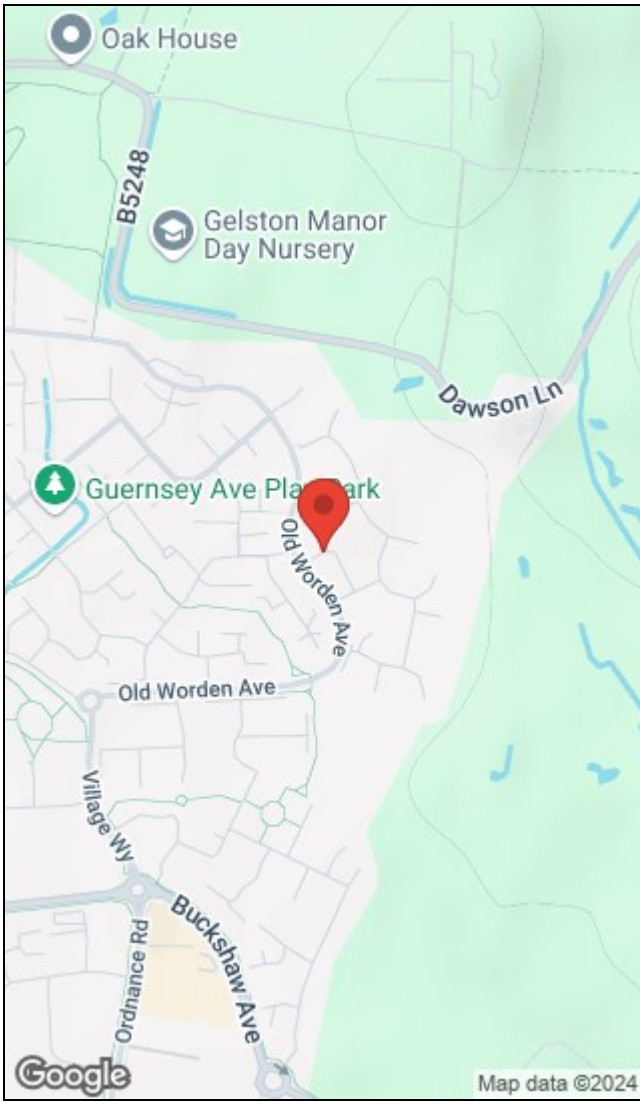 Oak House
B5248
Gelston Manor
Day Nursery
Dawson Ln
Guernsey Ave Play Park
Old Worden Ave
Old Worden Ave
Village Wy
Buckshaw Ave
Ordnance Rd
Google
Map data ©2024